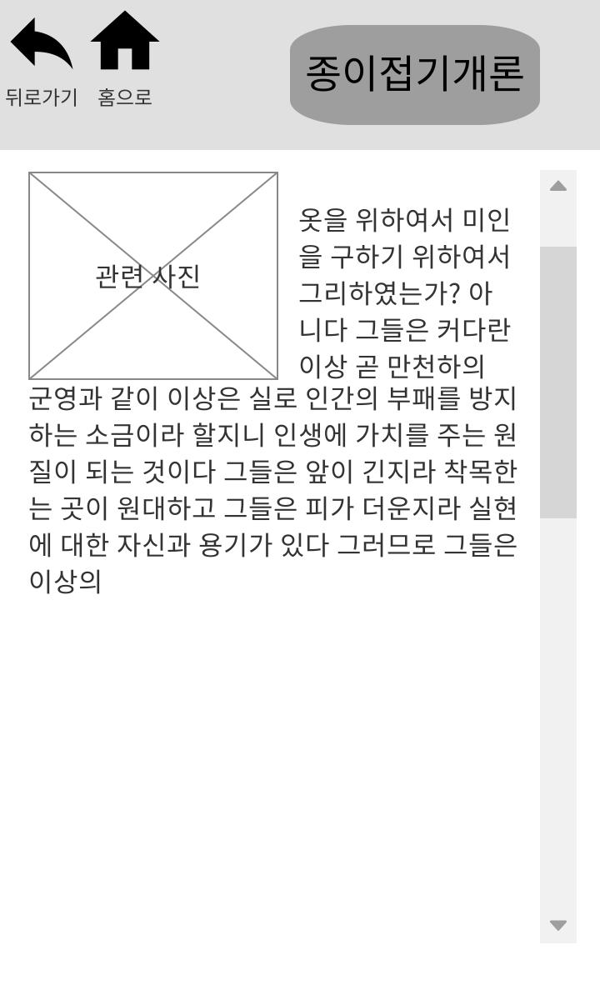 뒤로가기 홈으로
종이접기개론
관련 사진
옷을 위하여서 미인
을 구하기 위하여서
그리하였는가? 아
니다 그들은 커다란
이상 곧 만천하의
군영과 같이 이상은 실로 인간의 부패를 방지
하는 소금이라 할지니 인생에 가치를 주는 원
질이 되는 것이다 그들은 앞이 긴지라 착목한
는 곳이 원대하고 그들은 피가 더운지라 실현
에 대한 자신과 용기가 있다 그러므로 그들은
이상의